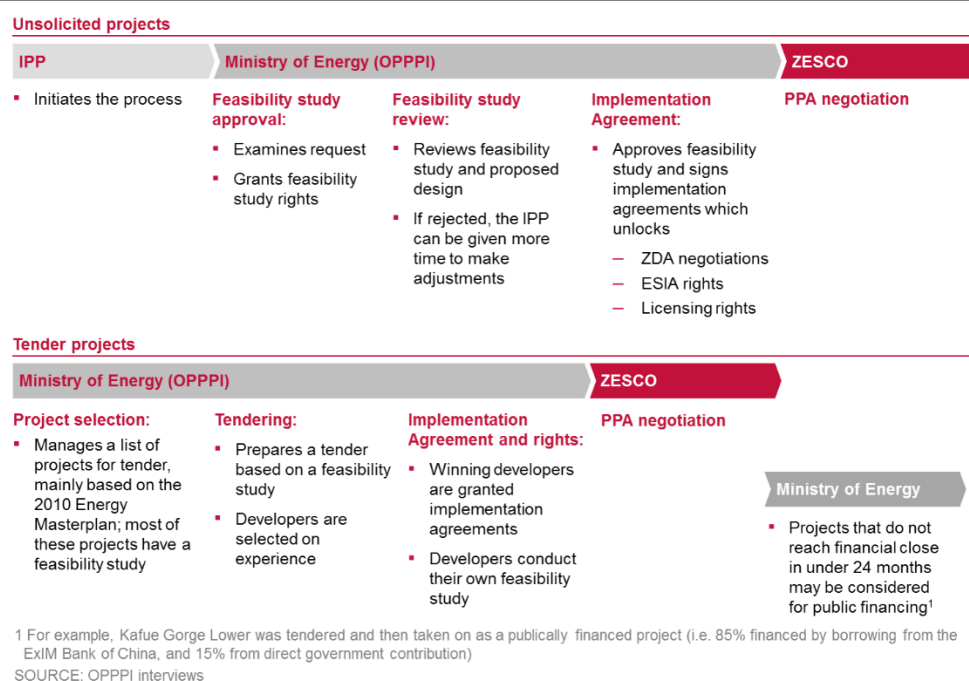 Unsolicited projects
IPP
Ministry of Energy (OPPPI)
ZESCO
▪ Initiates the process
Feasibility study
approval:
▪ Examines request
▪ Grants feasibility
study rights
Feasibility study
review:
▪ Reviews feasibility
study and proposed
design
▪ If rejected, the IPP
can be given more
time to make
adjustments
Implementation
Agreement:
▪ Approves feasibility
study and signs
implementation
agreements which
unlocks
– ZDA negotiations
– ESIA rights
– Licensing rights
PPA negotiation
Tender projects
Ministry of Energy (OPPPI)
ZESCO
Project selection:
▪ Manages a list of
projects for tender,
mainly based on the
2010 Energy
Masterplan; most of
these projects have a
feasibility study
Tendering:
▪ Prepares a tender
based on a feasibility
study
▪ Developers are
selected on
experience
Implementation
Agreement and rights:
▪ Winning developers
are granted
implementation
agreements
▪ Developers conduct
their own feasibility
study
PPA negotiation
Ministry of Energy
▪ Projects that do not
reach financial close
in under 24 months
may be considered
for public financing1
1 For example, Kafue Gorge Lower was tendered and then taken on as a publically financed project (i.e. 85% financed by borrowing from the
ExIM Bank of China, and 15% from direct government contribution)
SOURCE: OPPPI interviews